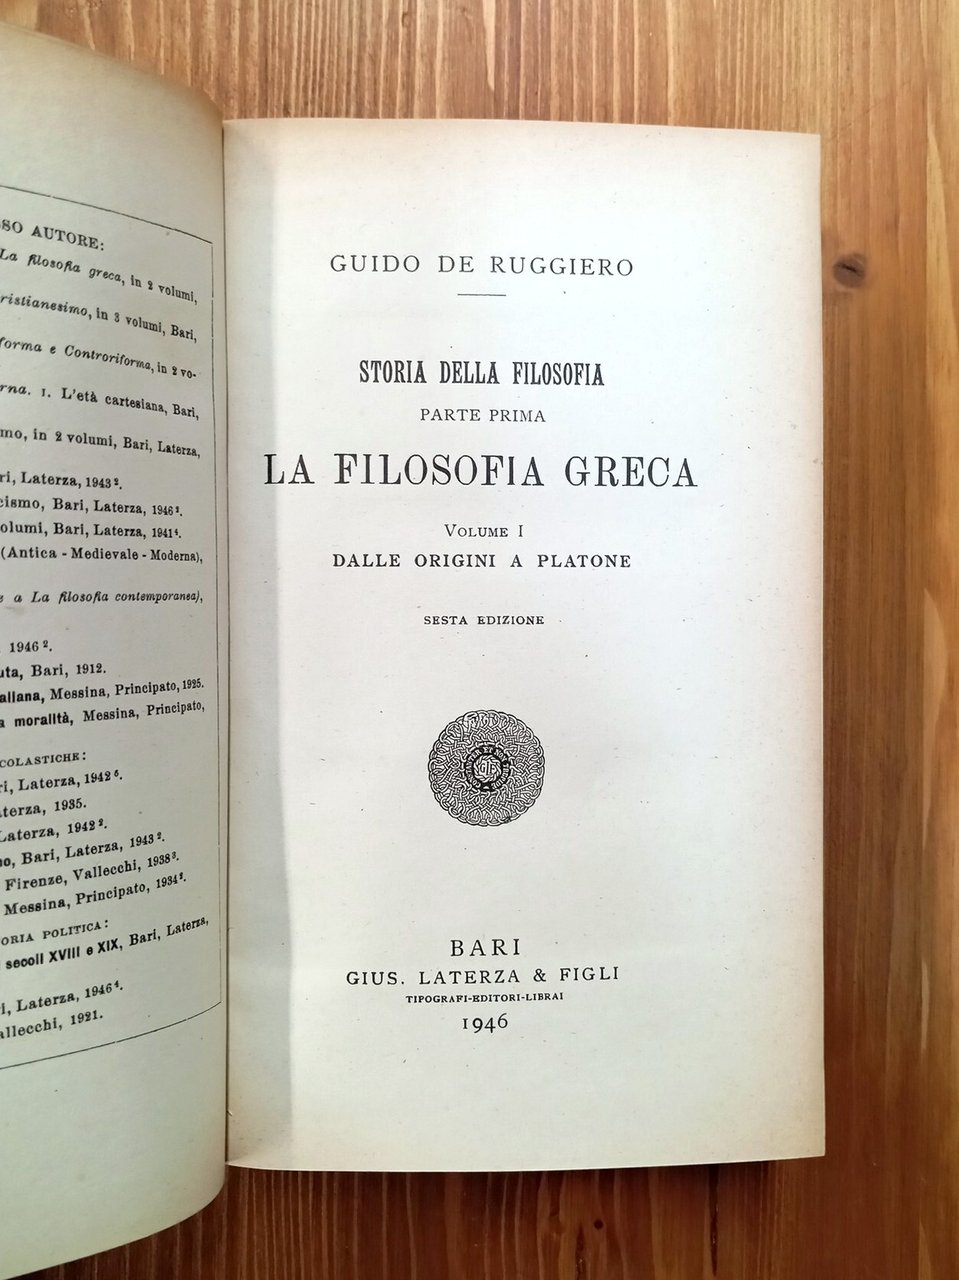 SO AUTORE:
La filosofia greca, in 2 volumi,
ristianesimo, in 3 volumi, Bari,
forma e Controriforma, in 2 vo-
rna. 1. L'età cartesiana, Bari,
mo, in 2 volumi, Bari, Laterza,
ri, Laterza, 1943².
cismo, Bari, Laterza, 1946³.
olumi, Bari, Laterza, 1941⁴.
(Antica - Medievale - Moderna),
e a La filosofia contemporanea),
1946².
uta, Bari, 1912.
allana, Messina, Principato, 1925.
a moralità, Messina, Principato,
COLASTICHE:
ri, Laterza, 1942⁶.
aterza, 1935.
Laterza, 1942².
no, Bari, Laterza, 1943².
Firenze, Vallecchi, 1938³.
Messina, Principato, 1934².
ORIA POLITICA:
secoli XVIII e XIX, Bari, Laterza,
ri, Laterza, 1946⁴.
allecchi, 1921.
GUIDO DE RUGGIERO
STORIA DELLA FILOSOFIA
PARTE PRIMA
LA FILOSOFIA GRECA
VOLUME I
DALLE ORIGINI A PLATONE
SESTA EDIZIONE
BARI
GIUS. LATERZA & FIGLI
TIPOGRAFI-EDITORI-LIBRAI
1946